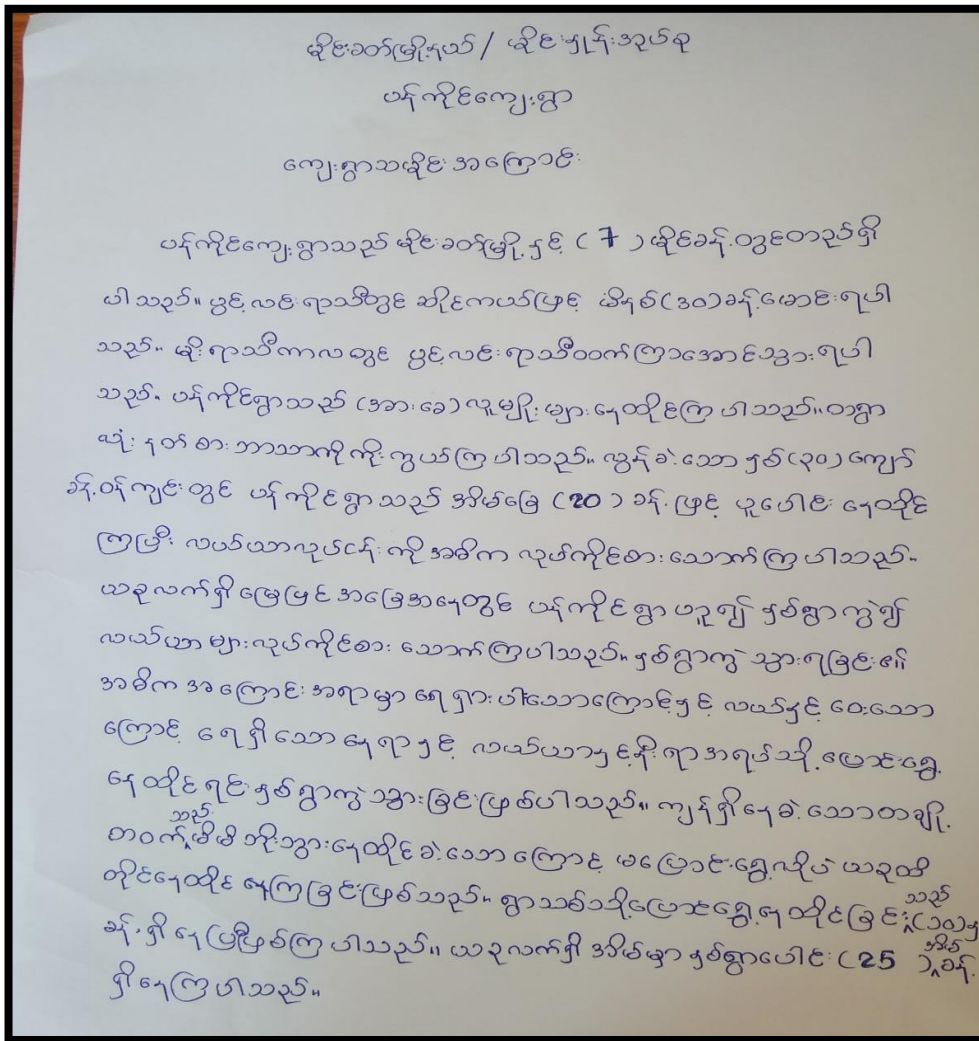 မိုင်းခတ်မြို့နယ် / မိုင်းဟွန်းအုပ်စု
ပန်ကိုင်ကျေးရွာ
ကျေးရွာသမိုင်းအကြောင်း
ပန်ကိုင်ကျေးရွာသည် မိုင်းခတ်မြို့နှင့် ( 7 ) မိုင်ခန့်တွင်တည်ရှိ
ပါသည်။ ပွင့်လင်းရာသီတွင် ဆိုင်ကယ်ဖြင့် မိနစ်(၃၀)ခန့်မောင်းရပါ
သည်။ မိုးရာသီကာလတွင် ပွင့်လင်းရာသီထက်ကြာအောင်သွားရပါ
သည်။ ပန်ကိုင်ရွာသည် (အားခေ) လူမျိုးများနေထိုင်ကြပါသည်။ တရွာ
လုံး နတ်စားဘာသာကိုကိုးကွယ်ကြပါသည်။ လွန်ခဲ့သောနှစ်(၃၀)ကျော်
ခန့်ဝန်ကျင်းတွင် ပန်ကိုင်ရွာသည် အိမ်ခြေ (20) ခန့်ဖြင့် ပူပေါင်းနေထိုင်
ကြပြီး လယ်ယာလုပ်ငန်းကိုအဓိက လုပ်ကိုင်စားသောက်ကြပါသည်။
ယခုလက်ရှိမြေပြင်အခြေအနေတွင် ပန်ကိုင်ရွာဟူ၍ နှစ်ရွာကွဲ၍
လယ်ယာများလုပ်ကိုင်စားသောက်ကြပါသည်။ နှစ်ရွာကွဲသွားရခြင်း၏
အဓိကအကြောင်းအရာမှာ ရေရှားပါးသောကြောင့်နှင့် လယ်နှင့်ဝေးသော
ကြောင့် ရေရှိသောနေရာနှင့် လယ်ယာနှင့်နီးရာအရပ်သို့ပြောင်းရွှေ့
နေထိုင်ရင်းနှစ်ရွာကွဲသွားခြင်းဖြစ်ပါသည်။ ကျန်ရှိနေခဲ့သောတချို့
တဝက်သည် မိမိဘိုးဘွားနေထိုင်ခဲ့သောကြောင့် မပြောင်းရွှေ့လိုပဲ ယခုထိ
တိုင်နေထိုင်နေကြခြင်းဖြစ်သည်။ ရွာသစ်သို့ပြောင်းရွှေ့နေထိုင်ခြင်းသည် (၁၀)နှ
ခန့်ရှိနေပြီဖြစ်ကြပါသည်။ ယခုလက်ရှိအိမ်မှာ နှစ်ရွာပေါင်း ( 25 ) အိမ်ခန့်
ရှိနေကြပါသည်။